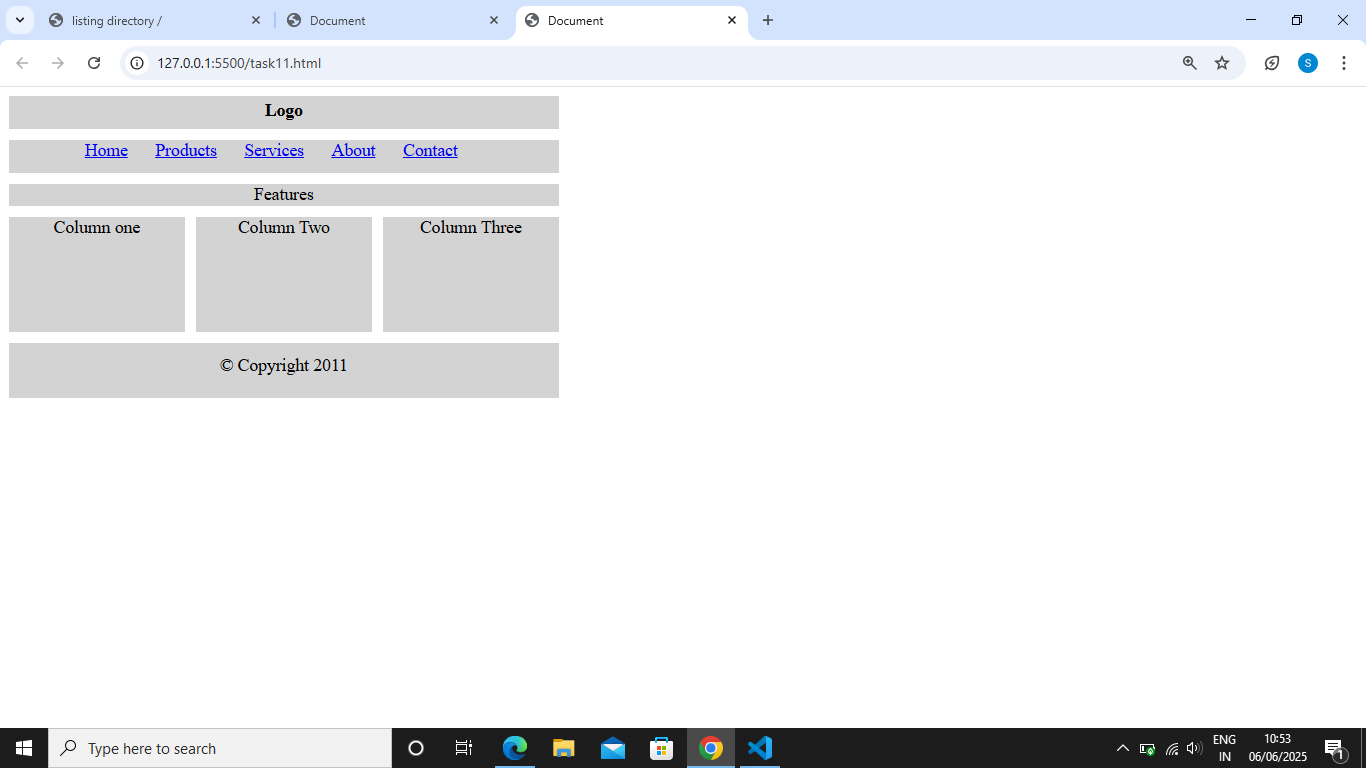 listing directory /
Document
Document
127.0.0.1:5500/task11.html
S
Logo
Home Products Services About Contact
Features
Column one Column Two Column Three
© Copyright 2011
Type here to search
ENG
IN
10:53
06/06/2025
1